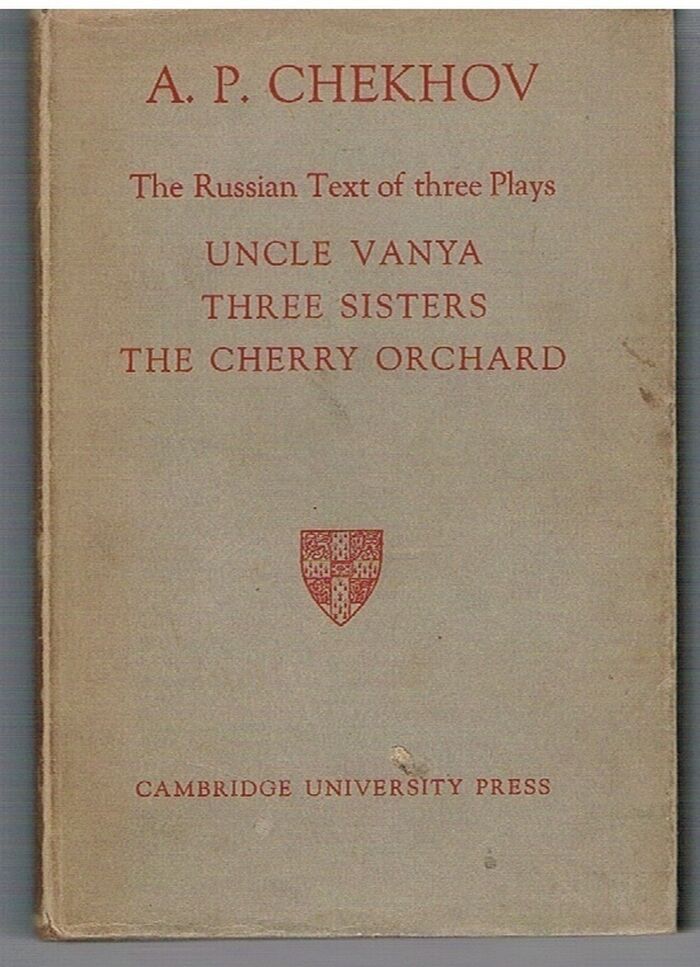 A. P. CHEKHOV
The Russian Text of three Plays
UNCLE VANYA
THREE SISTERS
THE CHERRY ORCHARD
CAMBRIDGE UNIVERSITY PRESS